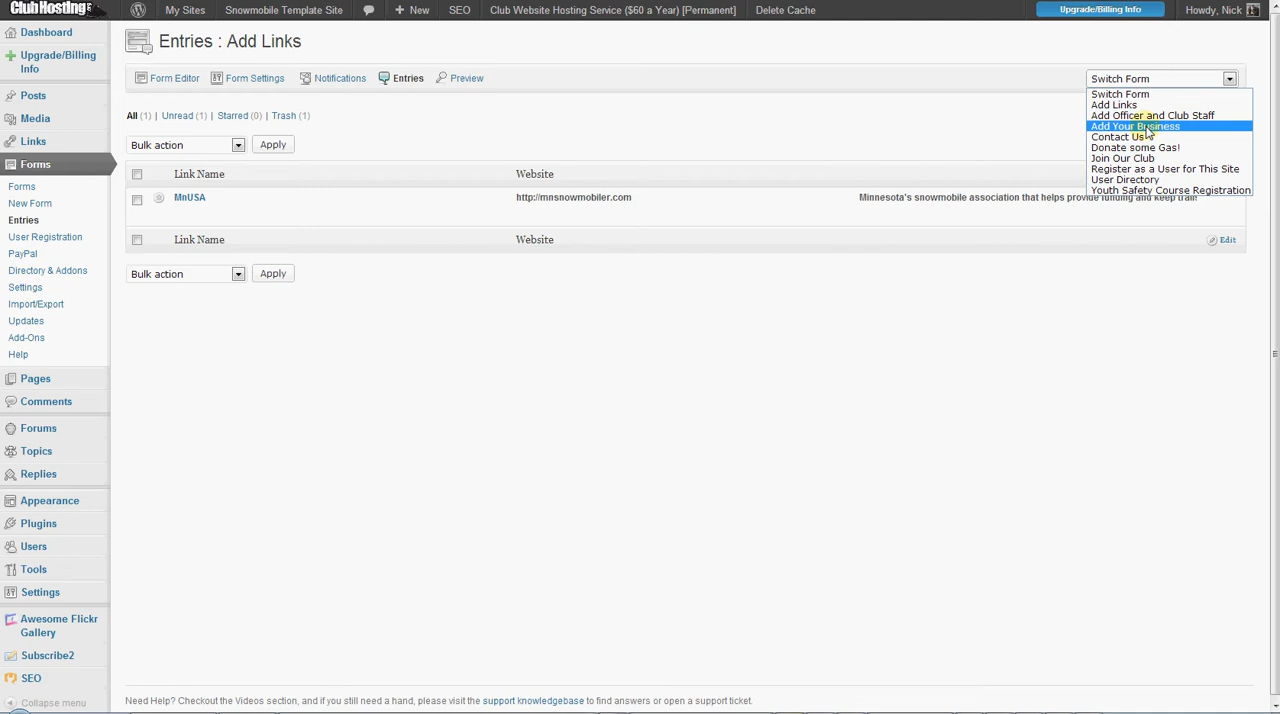 ClubHosting
My Sites
Snowmobile Template Site
+ New
SEO
Club Website Hosting Service ($60 a Year) [Permanent]
Delete Cache
Upgrade/Billing Info
Howdy, Nick
Dashboard
Upgrade/Billing
Info
Posts
Media
Links
Forms
Forms
New Form
Entries
User Registration
PayPal
Directory & Addons
Settings
Import/Export
Updates
Add-Ons
Help
Pages
Comments
Forums
Topics
Replies
Appearance
Plugins
Users
Tools
Settings
Awesome Flickr
Gallery
Subscribe2
SEO
Collapse menu
Entries : Add Links
Form Editor
Form Settings
Notifications
Entries
Preview
Switch Form
Switch Form
Add Links
Add Officer and Club Staff
Add Your Business
Contact Us
Donate some Gas!
Join Our Club
Register as a User for This Site
User Directory
Youth Safety Course Registration
All (1) | Unread (1) | Starred (0) | Trash (1)
Bulk action
Apply
Link Name
Website
MnUSA
http://mnsnowmobiler.com
Minnesota's snowmobile association that helps provide funding and keep trail
Link Name
Website
Edit
Bulk action
Apply
Need Help? Checkout the Videos section, and if you still need a hand, please visit the support knowledgebase to find answers or open a support ticket.